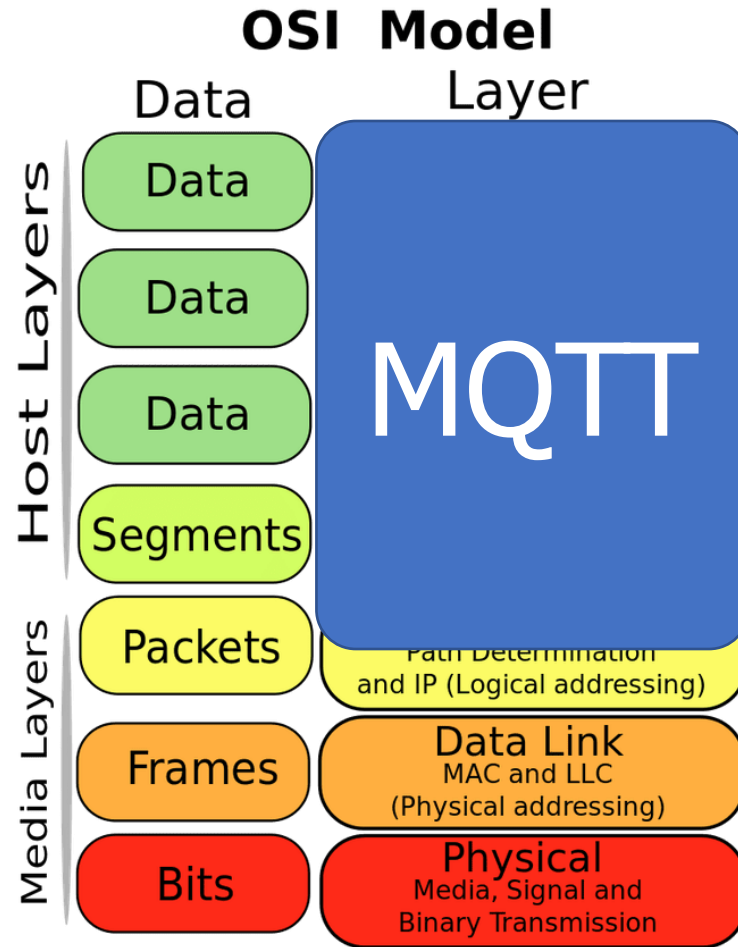 OSI Model
Data
Layer
Host Layers
Data
Data
Data
Segments
MQTT
Media Layers
Packets
Path Determination
and IP (Logical addressing)
Frames
Data Link
MAC and LLC
(Physical addressing)
Bits
Physical
Media, Signal and
Binary Transmission